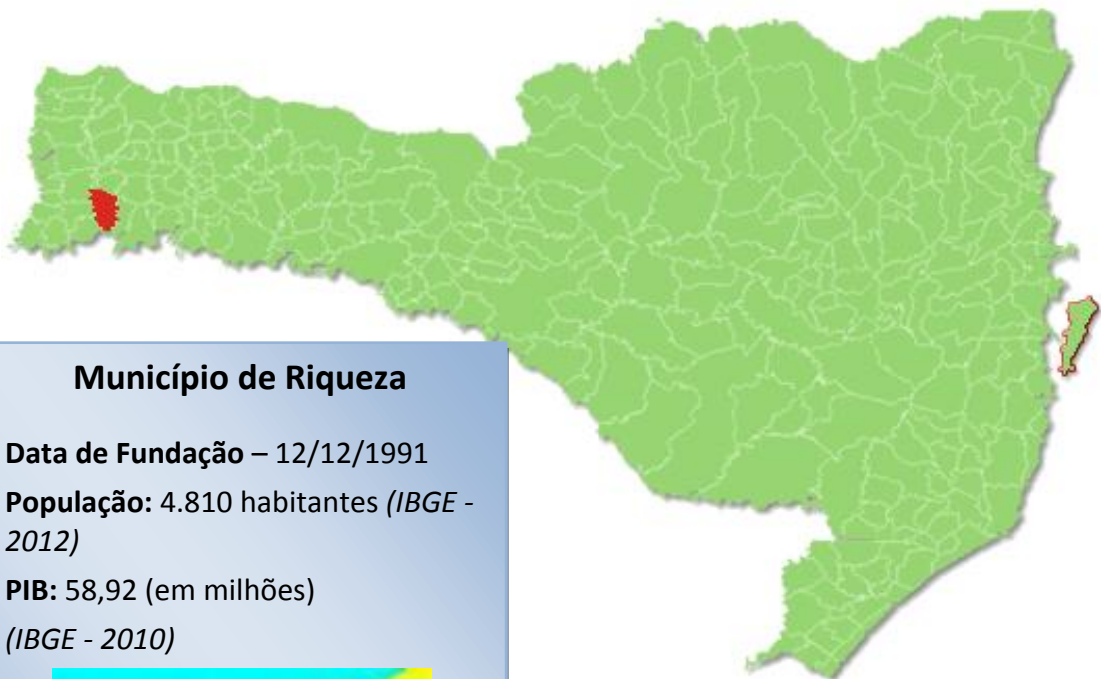 Município de Riqueza
Data de Fundação – 12/12/1991
População: 4.810 habitantes (IBGE -
2012)
PIB: 58,92 (em milhões)
(IBGE - 2010)